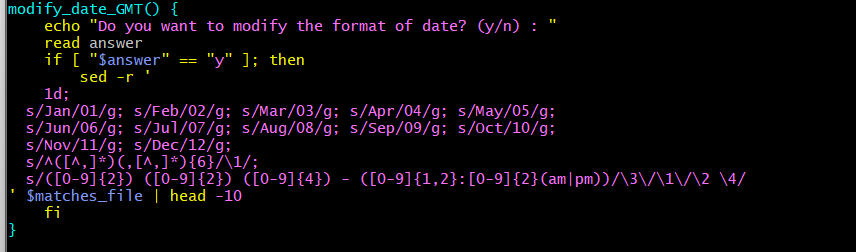 modify_date_GMT() {
    echo "Do you want to modify the format of date? (y/n) : "
    read answer
    if [ "$answer" == "y" ]; then
        sed -r '
    1d;
  s/Jan/01/g; s/Feb/02/g; s/Mar/03/g; s/Apr/04/g; s/May/05/g;
  s/Jun/06/g; s/Jul/07/g; s/Aug/08/g; s/Sep/09/g; s/Oct/10/g;
  s/Nov/11/g; s/Dec/12/g;
  s/^([^,]*)(,[^,]*){6}/\1/;
  s/([0-9]{2}) ([0-9]{2}) ([0-9]{4}) - ([0-9]{1,2}:[0-9]{2}(am|pm))/\3\/\1\/\2 \4/
' $matches_file | head -10
    fi
}